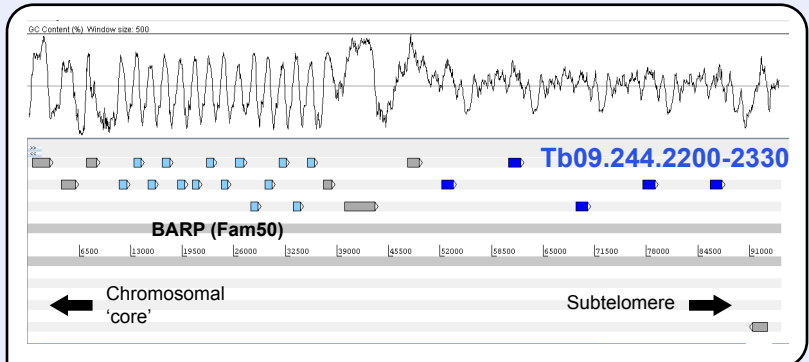 GC Content (%) Window size: 500
>>
<<
Tb09.244.2200-2330
BARP (Fam50)
6500 13000 19500 26000 32500 39000 45500 52000 58500 65000 71500 78000 84500 91000
Chromosomal
'core'
Subtelomere